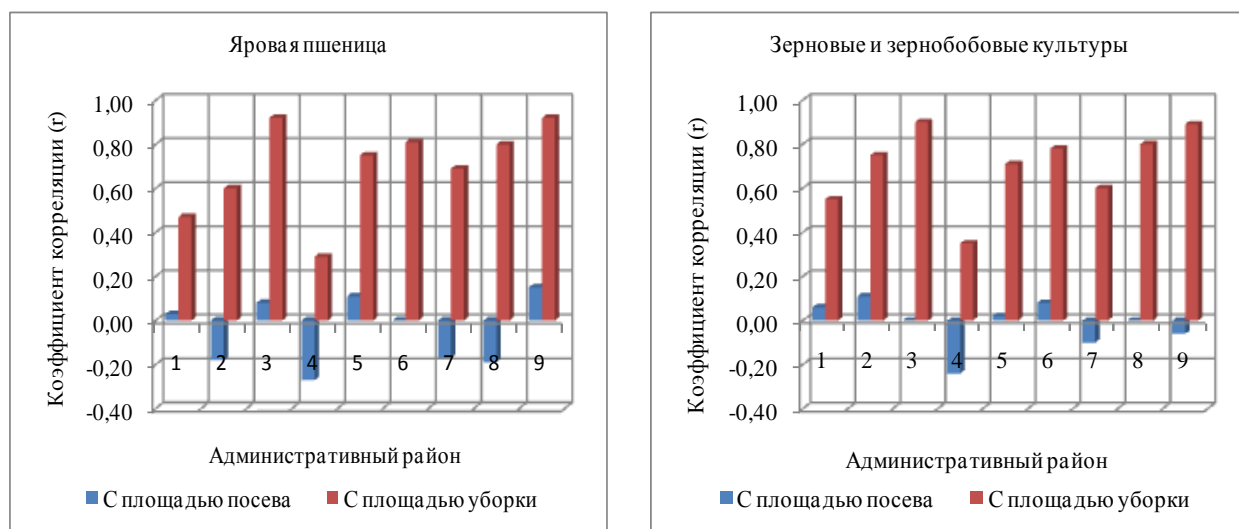 Яровая пшеница
Коэффициент корреляции (r)
1,00
0,80
0,60
0,40
0,20
0,00
-0,20
-0,40
1 2 3 4 5 6 7 8 9
Административный район
С площадью посева С площадью уборки
Зерновые и зернобобовые культуры
Коэффициент корреляции (r)
1,00
0,80
0,60
0,40
0,20
0,00
-0,20
-0,40
1 2 3 4 5 6 7 8 9
Административный район
С площадью посева С площадью уборки